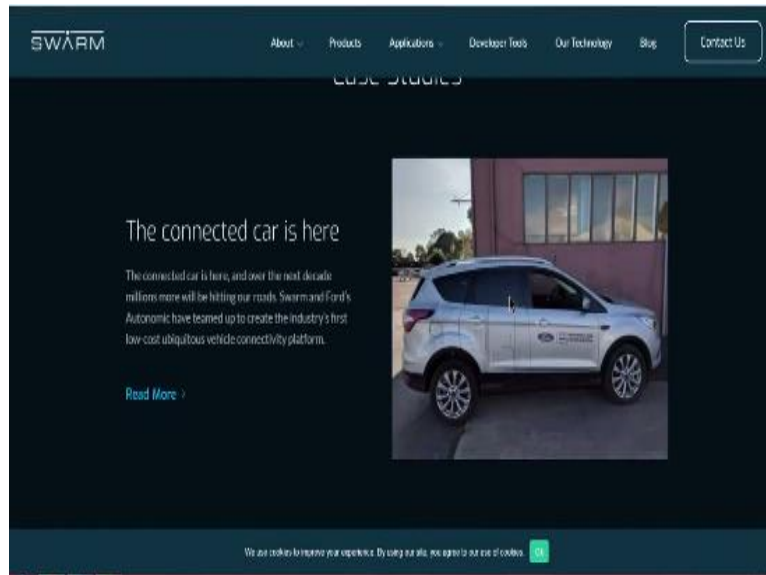 SWARM
About
Products
Applications
Developer Tools
Our Technology
Blog
Contact Us
Case Studies
The connected car is here
The connected car is here, and over the next decade
millions more will be hitting our roads. Swarm and Ford's
Autonomic have teamed up to create the industry's first
low-cost ubiquitous vehicle connectivity platform.
Read More
We use cookies to improve your experience. By using our site, you agree to our use of cookies.
Ok